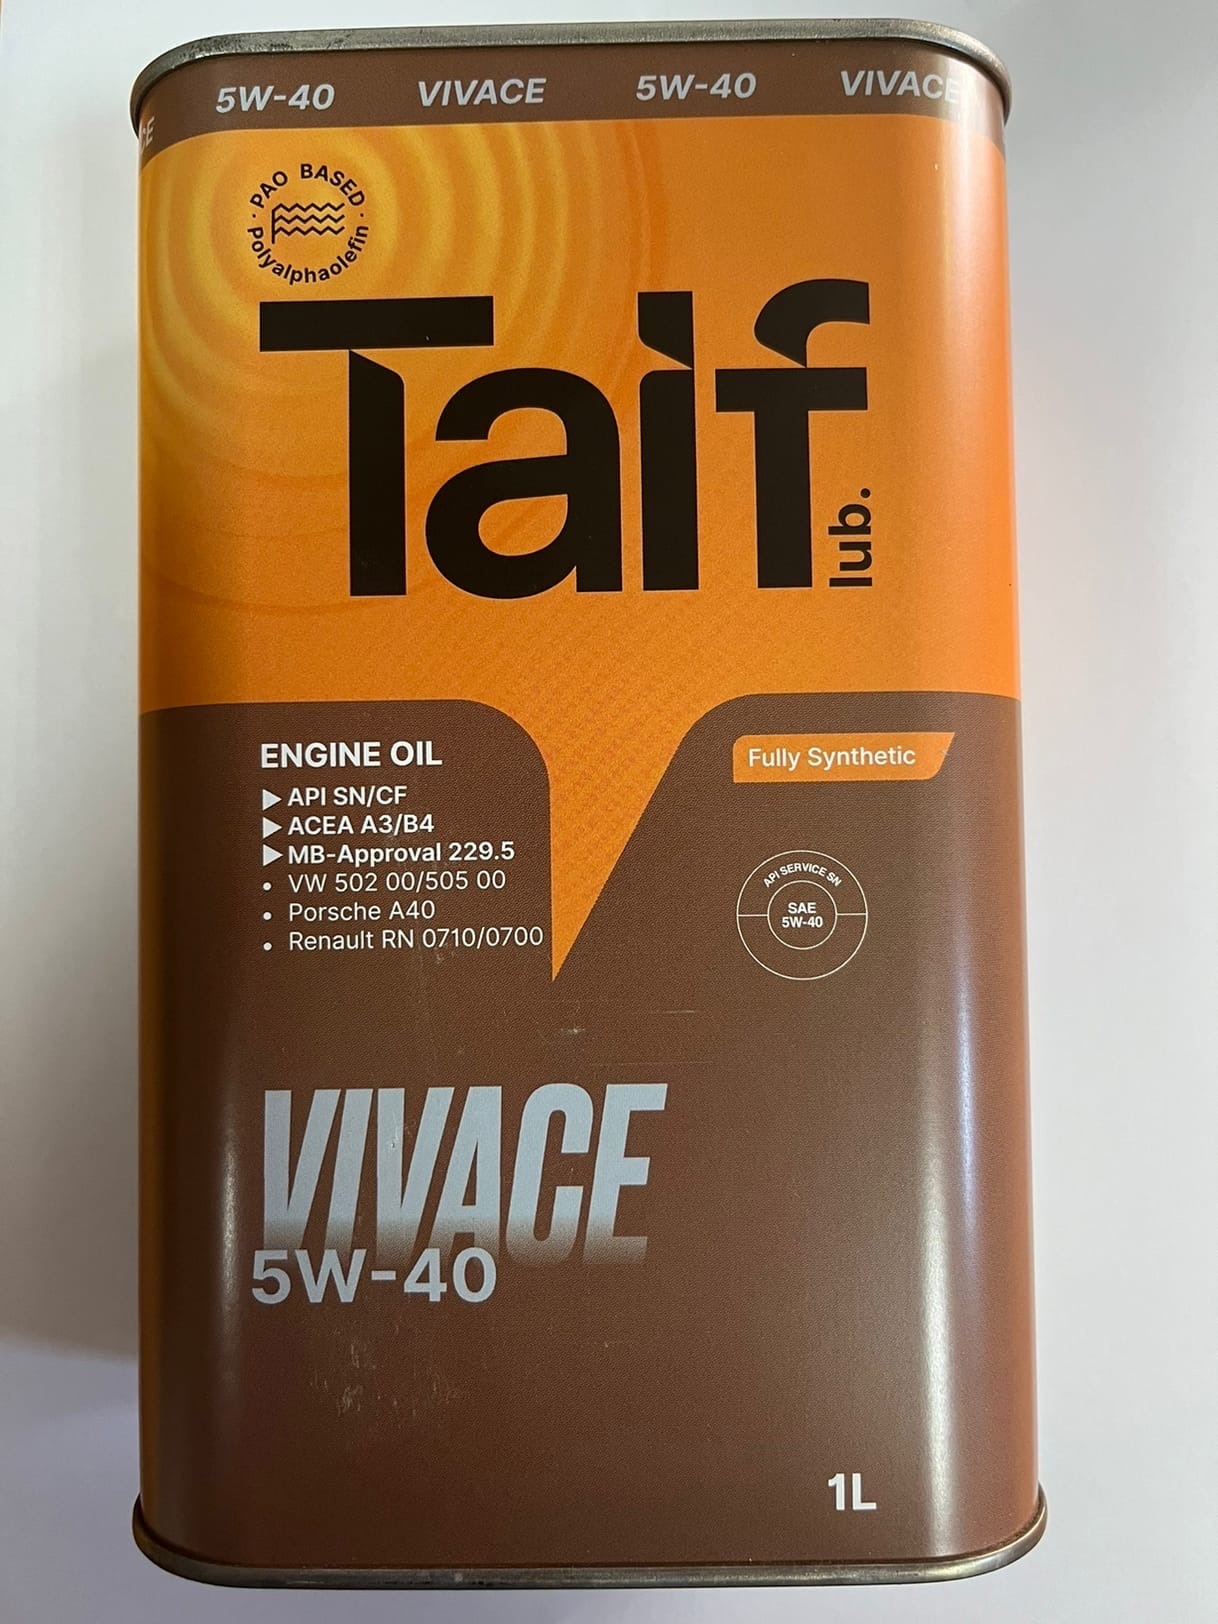 5W-40 VIVACE 5W-40 VIVACE
PAO BASED
Polyalphaolefin
Taif
lub.
ENGINE OIL
API SN/CF
ACEA A3/B4
MB-Approval 229.5
• VW 502 00/505 00
• Porsche A40
• Renault RN 0710/0700
Fully Synthetic
API SERVICE SN
SAE
5W-40
VIVACE
5W-40
1L